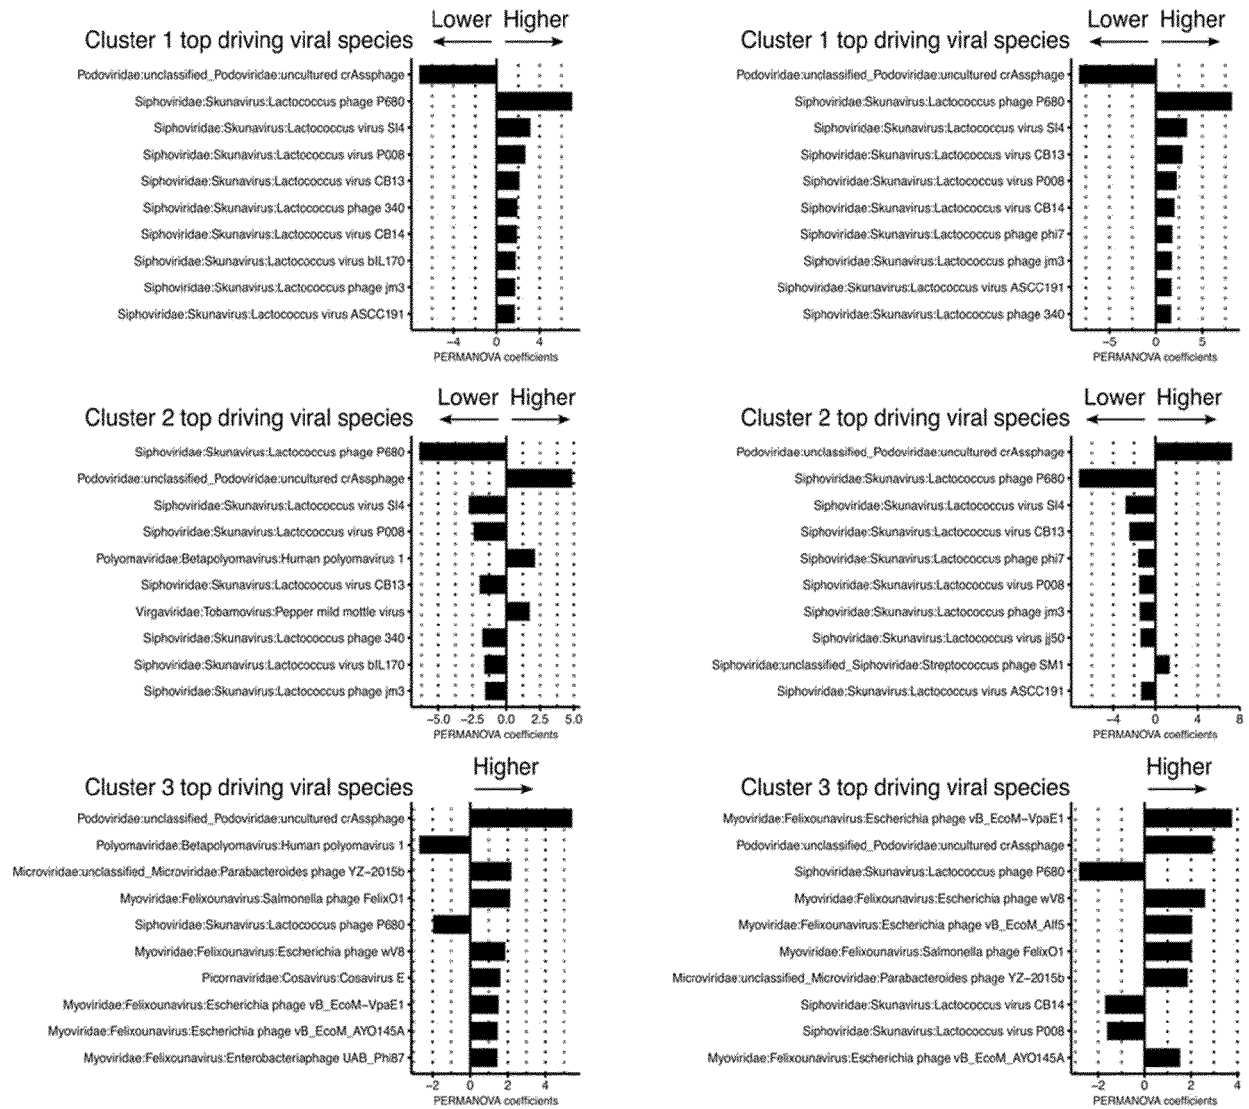 Lower Higher
Cluster 1 top driving viral species
Podoviridae:unclassified_Podoviridae:uncultured crAssphage
Siphoviridae:Skunavirus:Lactococcus phage P680
Siphoviridae:Skunavirus:Lactococcus virus Sl4
Siphoviridae:Skunavirus:Lactococcus virus P008
Siphoviridae:Skunavirus:Lactococcus virus CB13
Siphoviridae:Skunavirus:Lactococcus phage 340
Siphoviridae:Skunavirus:Lactococcus virus CB14
Siphoviridae:Skunavirus:Lactococcus virus bIL170
Siphoviridae:Skunavirus:Lactococcus phage jm3
Siphoviridae:Skunavirus:Lactococcus virus ASCC191
−4 0 4
PERMANOVA coefficients
Lower Higher
Cluster 1 top driving viral species
Podoviridae:unclassified_Podoviridae:uncultured crAssphage
Siphoviridae:Skunavirus:Lactococcus phage P680
Siphoviridae:Skunavirus:Lactococcus virus Sl4
Siphoviridae:Skunavirus:Lactococcus virus CB13
Siphoviridae:Skunavirus:Lactococcus virus P008
Siphoviridae:Skunavirus:Lactococcus virus CB14
Siphoviridae:Skunavirus:Lactococcus phage phi7
Siphoviridae:Skunavirus:Lactococcus phage jm3
Siphoviridae:Skunavirus:Lactococcus virus ASCC191
Siphoviridae:Skunavirus:Lactococcus phage 340
−5 0 5
PERMANOVA coefficients
Lower Higher
Cluster 2 top driving viral species
Siphoviridae:Skunavirus:Lactococcus phage P680
Podoviridae:unclassified_Podoviridae:uncultured crAssphage
Siphoviridae:Skunavirus:Lactococcus virus Sl4
Siphoviridae:Skunavirus:Lactococcus virus P008
Polyomaviridae:Betapolyomavirus:Human polyomavirus 1
Siphoviridae:Skunavirus:Lactococcus virus CB13
Virgaviridae:Tobamovirus:Pepper mild mottle virus
Siphoviridae:Skunavirus:Lactococcus phage 340
Siphoviridae:Skunavirus:Lactococcus virus bIL170
Siphoviridae:Skunavirus:Lactococcus phage jm3
−5.0 −2.5 0.0 2.5 5.0
PERMANOVA coefficients
Lower Higher
Cluster 2 top driving viral species
Podoviridae:unclassified_Podoviridae:uncultured crAssphage
Siphoviridae:Skunavirus:Lactococcus phage P680
Siphoviridae:Skunavirus:Lactococcus virus Sl4
Siphoviridae:Skunavirus:Lactococcus virus CB13
Siphoviridae:Skunavirus:Lactococcus phage phi7
Siphoviridae:Skunavirus:Lactococcus virus P008
Siphoviridae:Skunavirus:Lactococcus phage jm3
Siphoviridae:Skunavirus:Lactococcus virus jj50
Siphoviridae:unclassified_Siphoviridae:Streptococcus phage SM1
Siphoviridae:Skunavirus:Lactococcus virus ASCC191
−4 0 4 8
PERMANOVA coefficients
Higher
Cluster 3 top driving viral species
Podoviridae:unclassified_Podoviridae:uncultured crAssphage
Polyomaviridae:Betapolyomavirus:Human polyomavirus 1
Microviridae:unclassified_Microviridae:Parabacteroides phage YZ−2015b
Myoviridae:Felixounavirus:Salmonella phage FelixO1
Siphoviridae:Skunavirus:Lactococcus phage P680
Myoviridae:Felixounavirus:Escherichia phage wV8
Picornaviridae:Cosavirus:Cosavirus E
Myoviridae:Felixounavirus:Escherichia phage vB_EcoM−VpaE1
Myoviridae:Felixounavirus:Escherichia phage vB_EcoM_AYO145A
Myoviridae:Felixounavirus:Enterobacteriaphage UAB_Phi87
−2 0 2 4
PERMANOVA coefficients
Higher
Cluster 3 top driving viral species
Myoviridae:Felixounavirus:Escherichia phage vB_EcoM−VpaE1
Podoviridae:unclassified_Podoviridae:uncultured crAssphage
Siphoviridae:Skunavirus:Lactococcus phage P680
Myoviridae:Felixounavirus:Escherichia phage wV8
Myoviridae:Felixounavirus:Escherichia phage vB_EcoM_Alf5
Myoviridae:Felixounavirus:Salmonella phage FelixO1
Microviridae:unclassified_Microviridae:Parabacteroides phage YZ−2015b
Siphoviridae:Skunavirus:Lactococcus virus CB14
Siphoviridae:Skunavirus:Lactococcus virus P008
Myoviridae:Felixounavirus:Escherichia phage vB_EcoM_AYO145A
−2 0 2 4
PERMANOVA coefficients